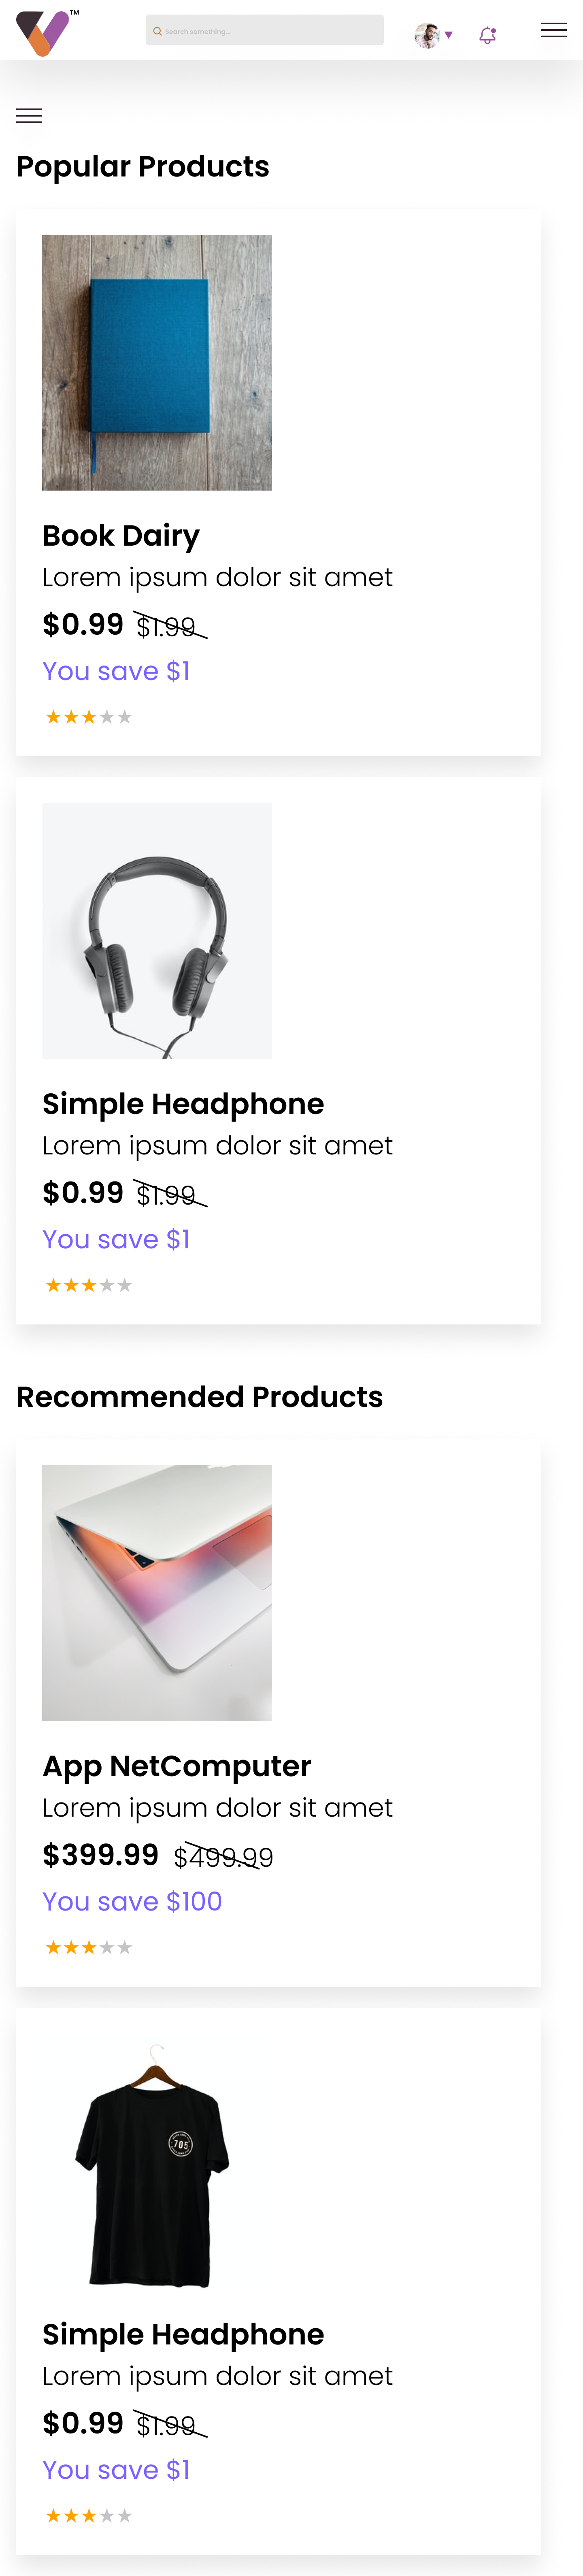 TM
Search something...
Popular Products
Book Dairy
Lorem ipsum dolor sit amet
$0.99 $1.99
You save $1
Simple Headphone
Lorem ipsum dolor sit amet
$0.99 $1.99
You save $1
Recommended Products
App NetComputer
Lorem ipsum dolor sit amet
$399.99 $499.99
You save $100
705
Simple Headphone
Lorem ipsum dolor sit amet
$0.99 $1.99
You save $1